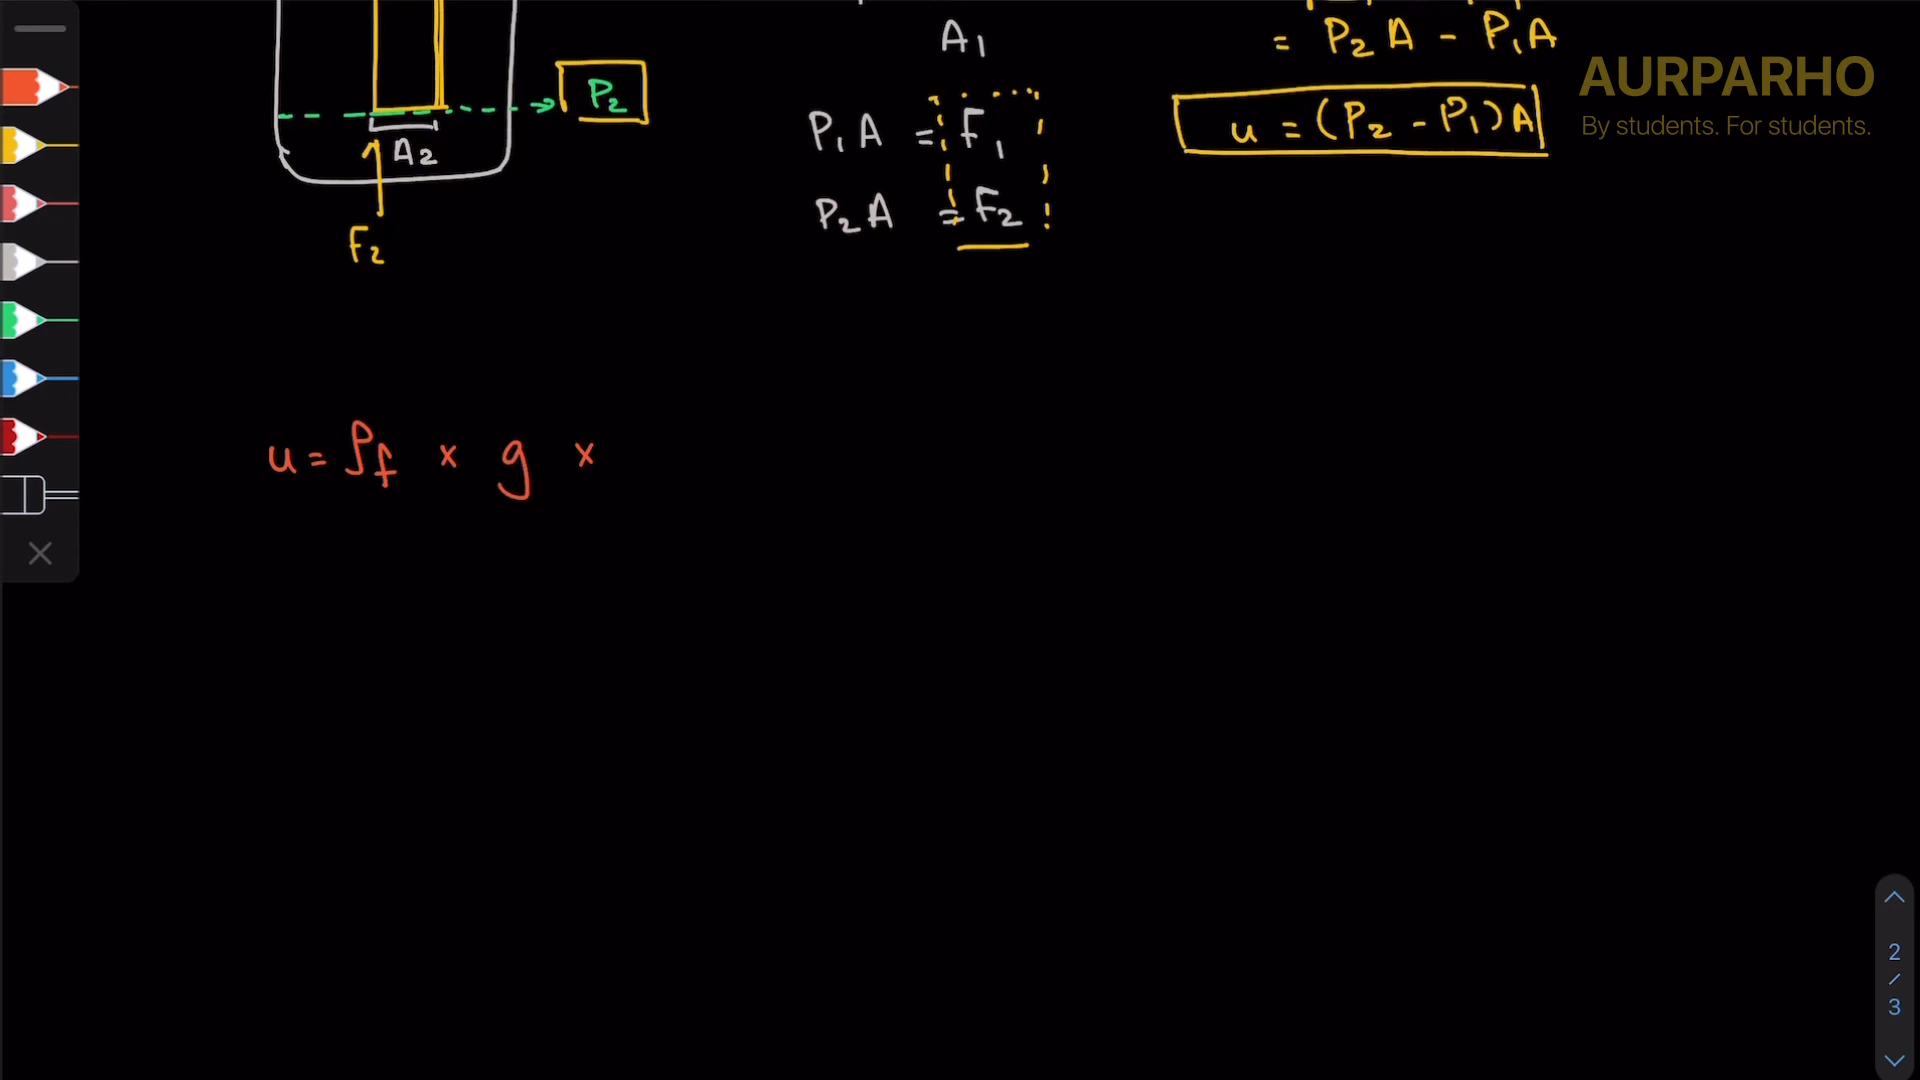 A₁
= P₂A - P₁A
AURPARHO
By students. For students.
P₂
P₁A = F₁
u = (P₂ - P₁)A
A₂
P₂A = F₂
F₂
u = ρf × g ×
2
/
3